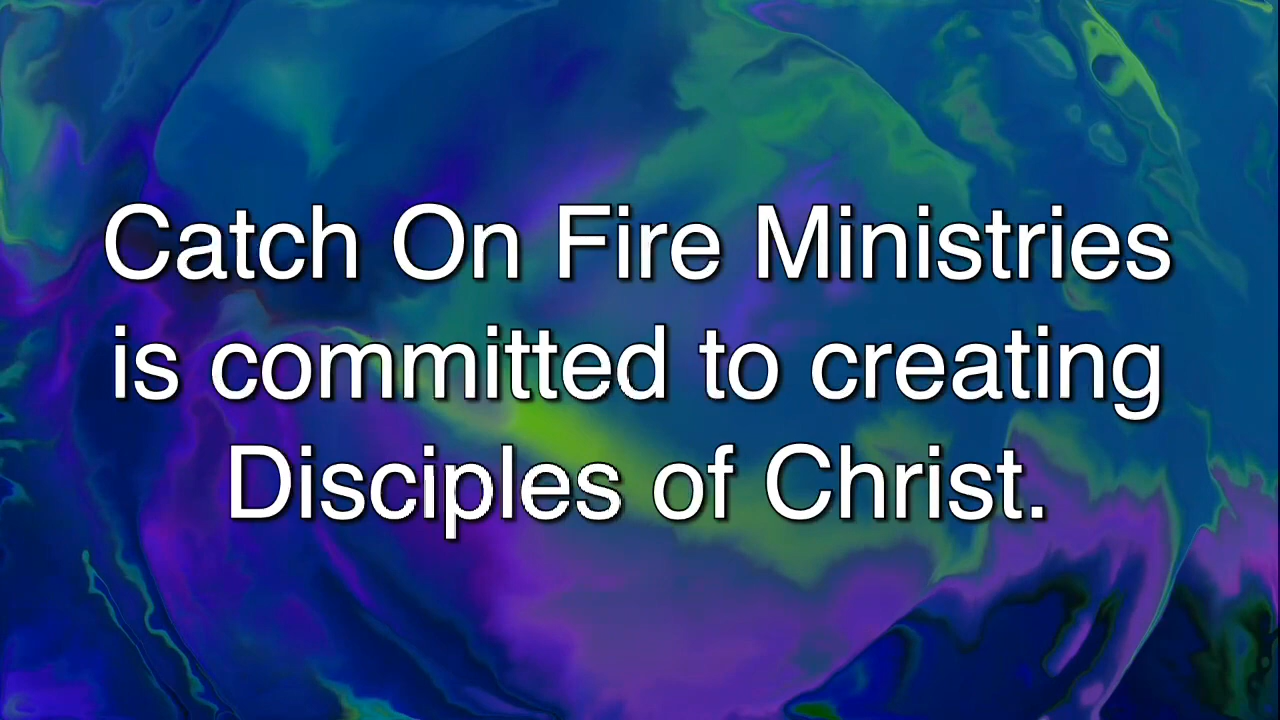 Catch On Fire Ministries
is committed to creating
Disciples of Christ.